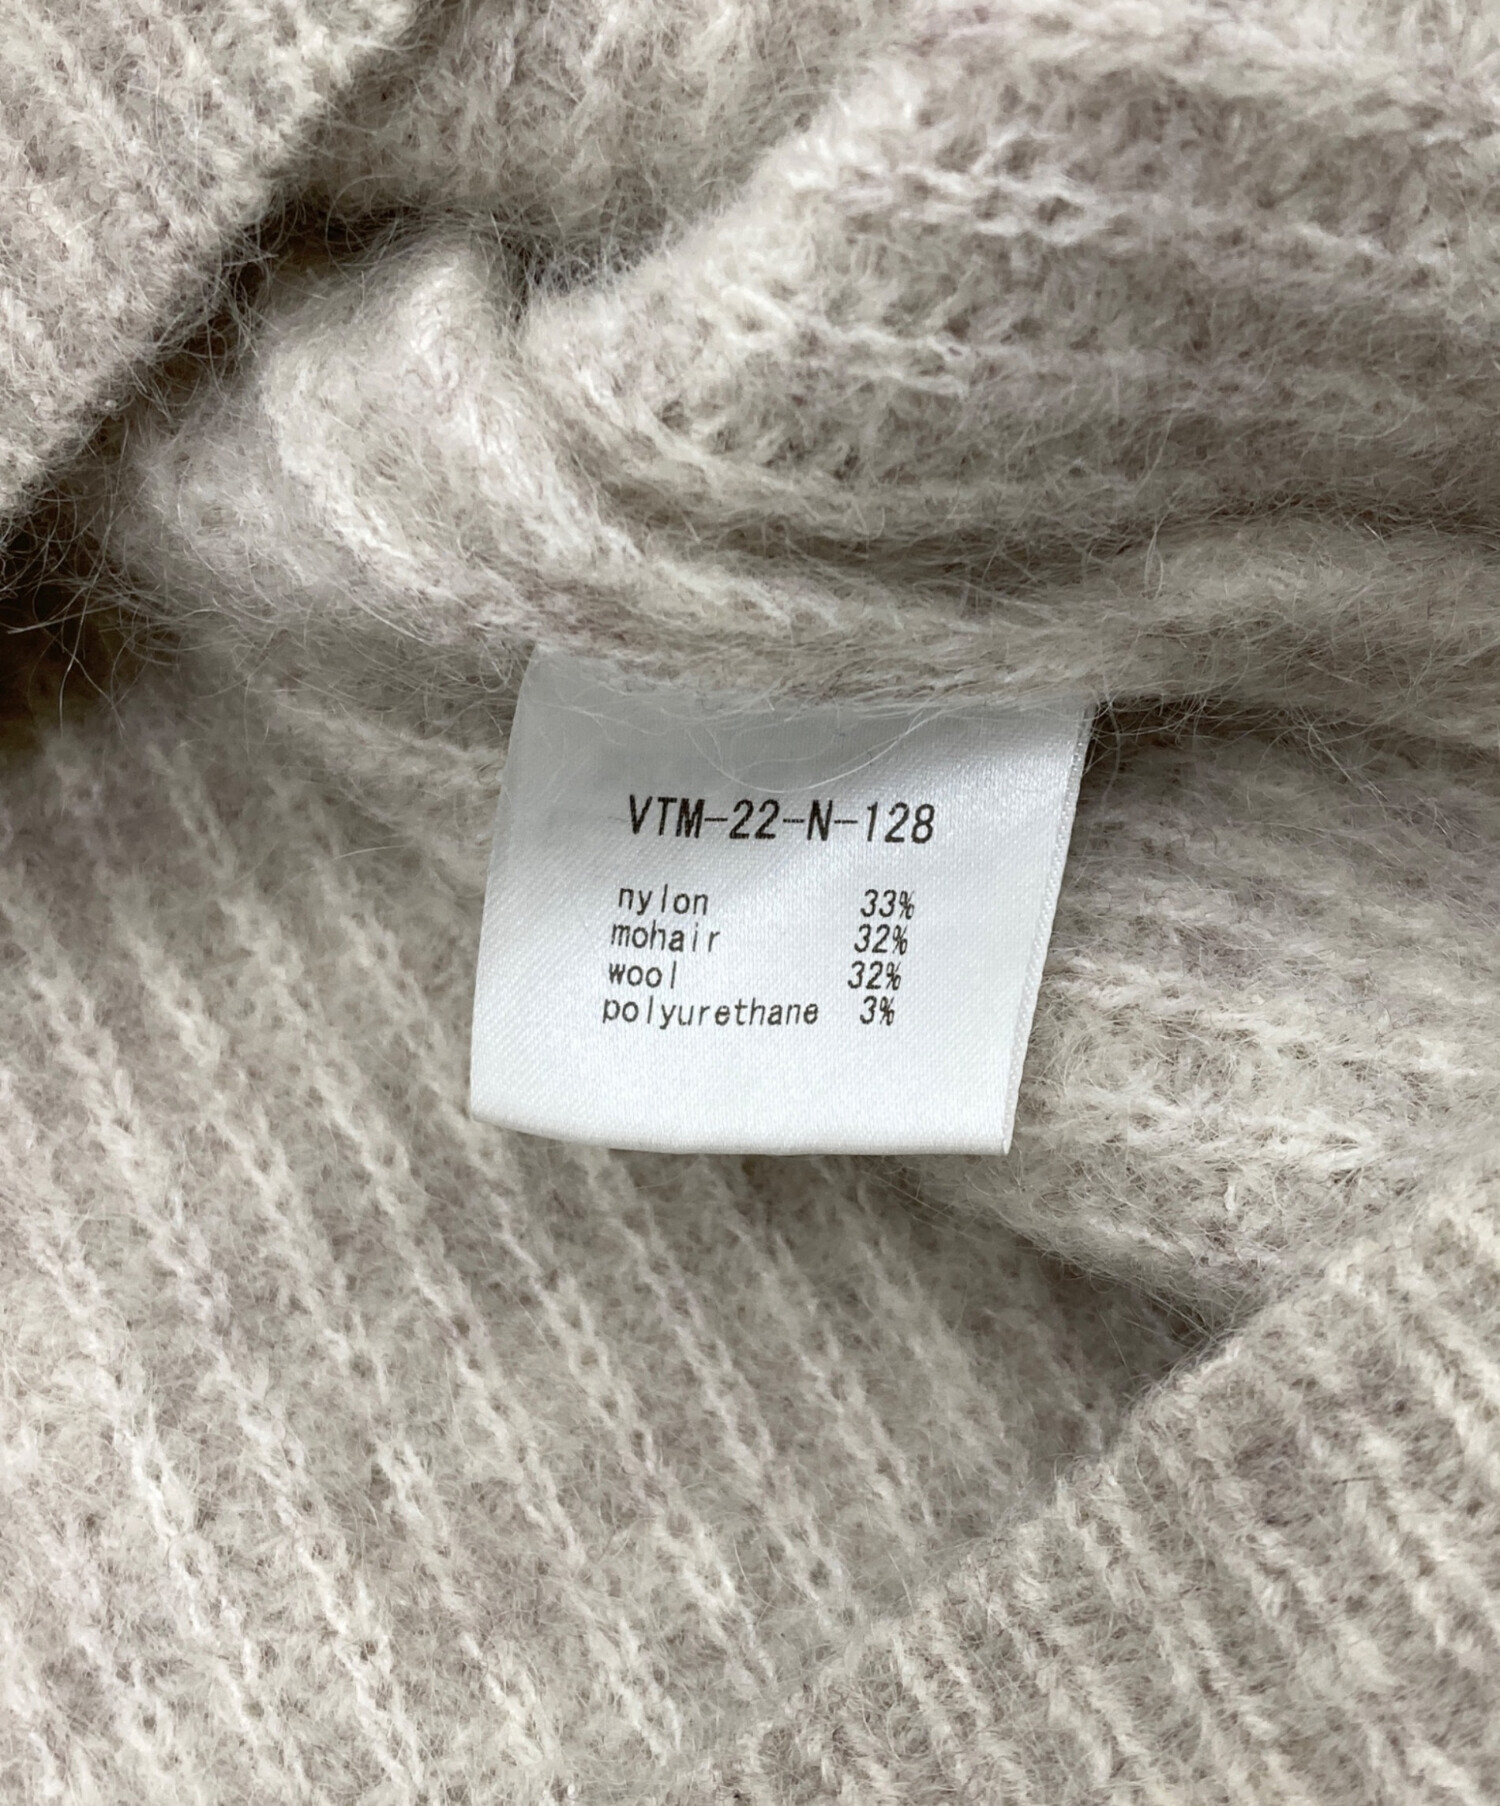 VTM-22-N-128
nylon 33%
mohair 32%
wool 32%
polyurethane 3%